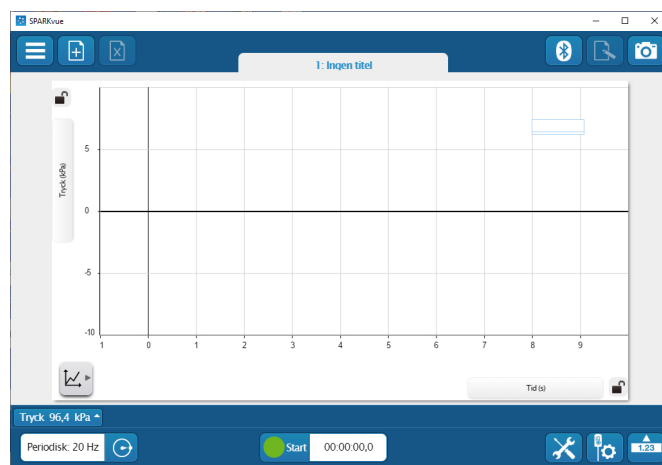 SPARKvue
1: Ingen titel
Tryck (kPa)
5
0
-5
-10
1 0 1 2 3 4 5 6 7 8 9
Tid (s)
Tryck 96,4 kPa
Periodisk: 20 Hz
Start 00:00:00,0
1.23